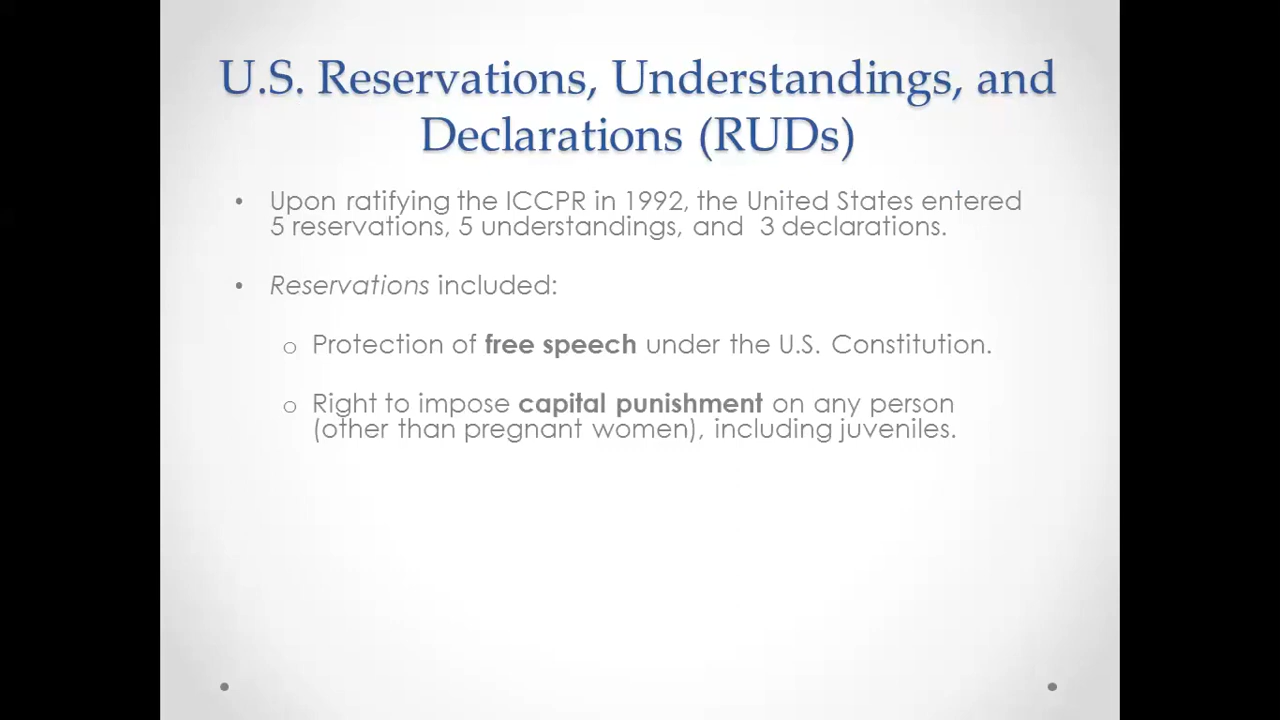 U.S. Reservations, Understandings, and
Declarations (RUDs)
• Upon ratifying the ICCPR in 1992, the United States entered
5 reservations, 5 understandings, and  3 declarations.
• Reservations included:
o Protection of free speech under the U.S. Constitution.
o Right to impose capital punishment on any person
(other than pregnant women), including juveniles.